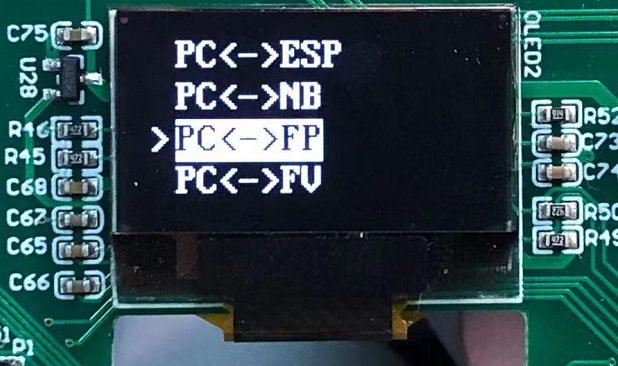 C75
U28
R46
R45
C68
C67
C65
C66
PC<->ESP
PC<->NB
>PC<->FP
PC<->FV
OLED2
R52
C73
C74
R50
R49
P1